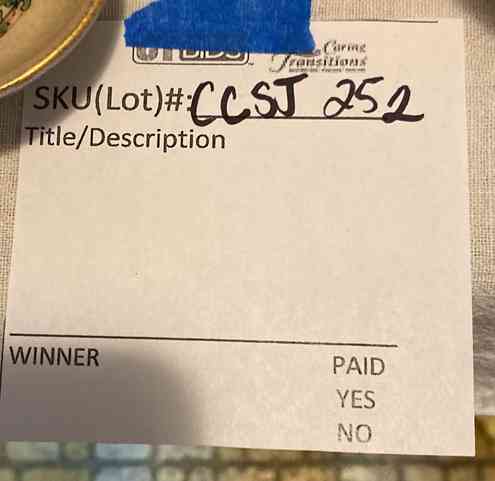 Caring
Transitions
SKU(Lot)#: CCSJ 252
Title/Description
WINNER PAID
YES
NO